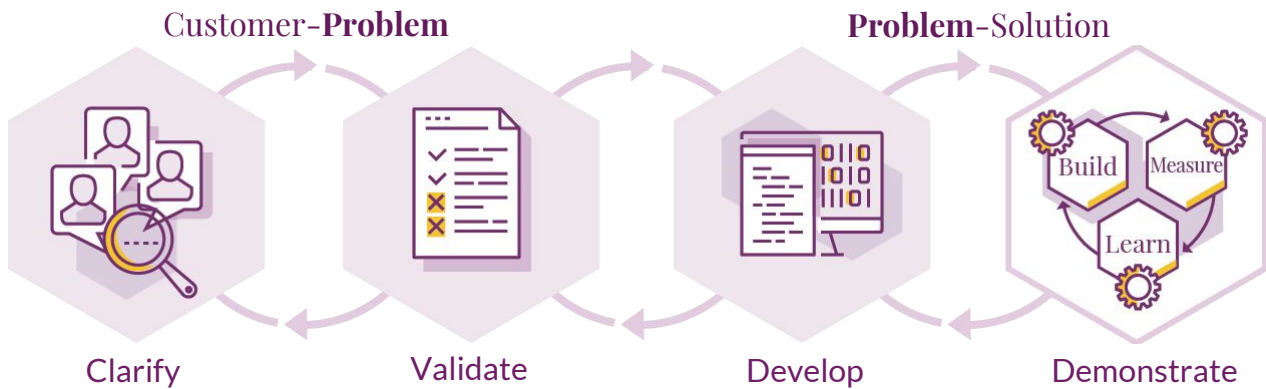 Customer-Problem
Problem-Solution
Build
Measure
Learn
Clarify
Validate
Develop
Demonstrate